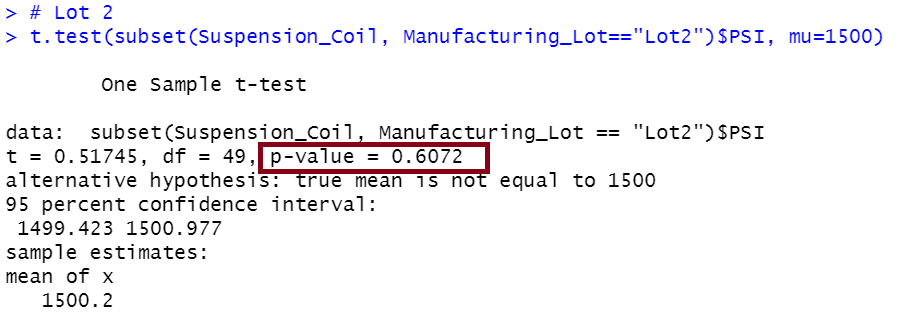 > # Lot 2
> t.test(subset(Suspension_Coil, Manufacturing_Lot=="Lot2")$PSI, mu=1500)
One Sample t-test
data:  subset(Suspension_Coil, Manufacturing_Lot == "Lot2")$PSI
t = 0.51745, df = 49, p-value = 0.6072
alternative hypothesis: true mean is not equal to 1500
95 percent confidence interval:
1499.423 1500.977
sample estimates:
mean of x
1500.2